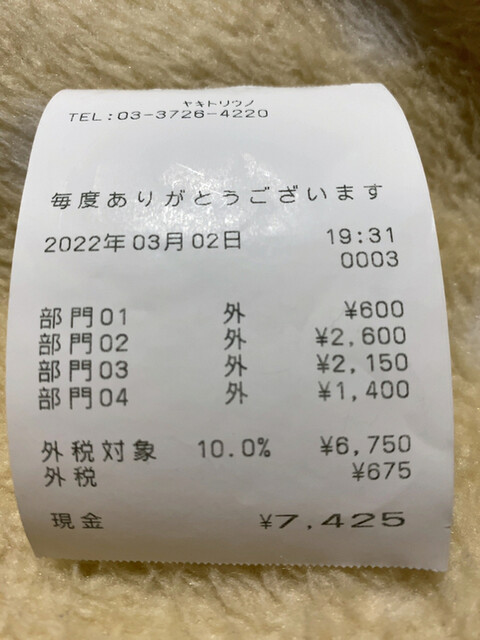 ヤキトリウノ
TEL:03-3726-4220
毎度ありがとうございます
2022年03月02日 19:31
0003
部門01 外 ¥600
部門02 外 ¥2,600
部門03 外 ¥2,150
部門04 外 ¥1,400
外税対象 10.0% ¥6,750
外税 ¥675
現金 ¥7,425